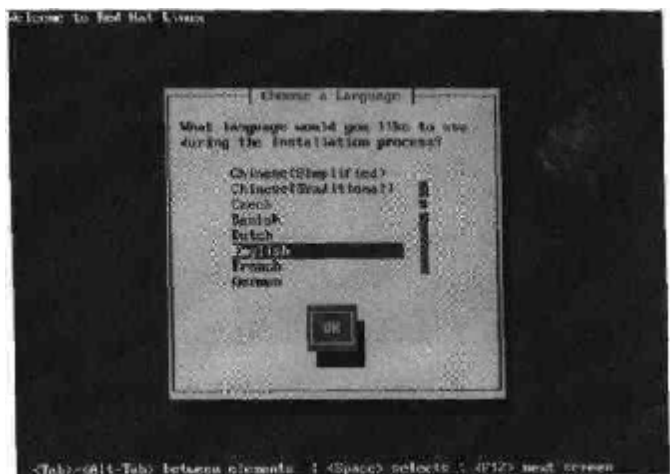 Welcome to Red Hat Linux
Choose a Language
What language would you like to use
during the installation process?
Chinese(Simplified)
Chinese(Traditional)
Czech
Danish
Dutch
English
French
German
OK
<Tab>/<Alt-Tab> between elements | <Space> selects | <F12> next screen